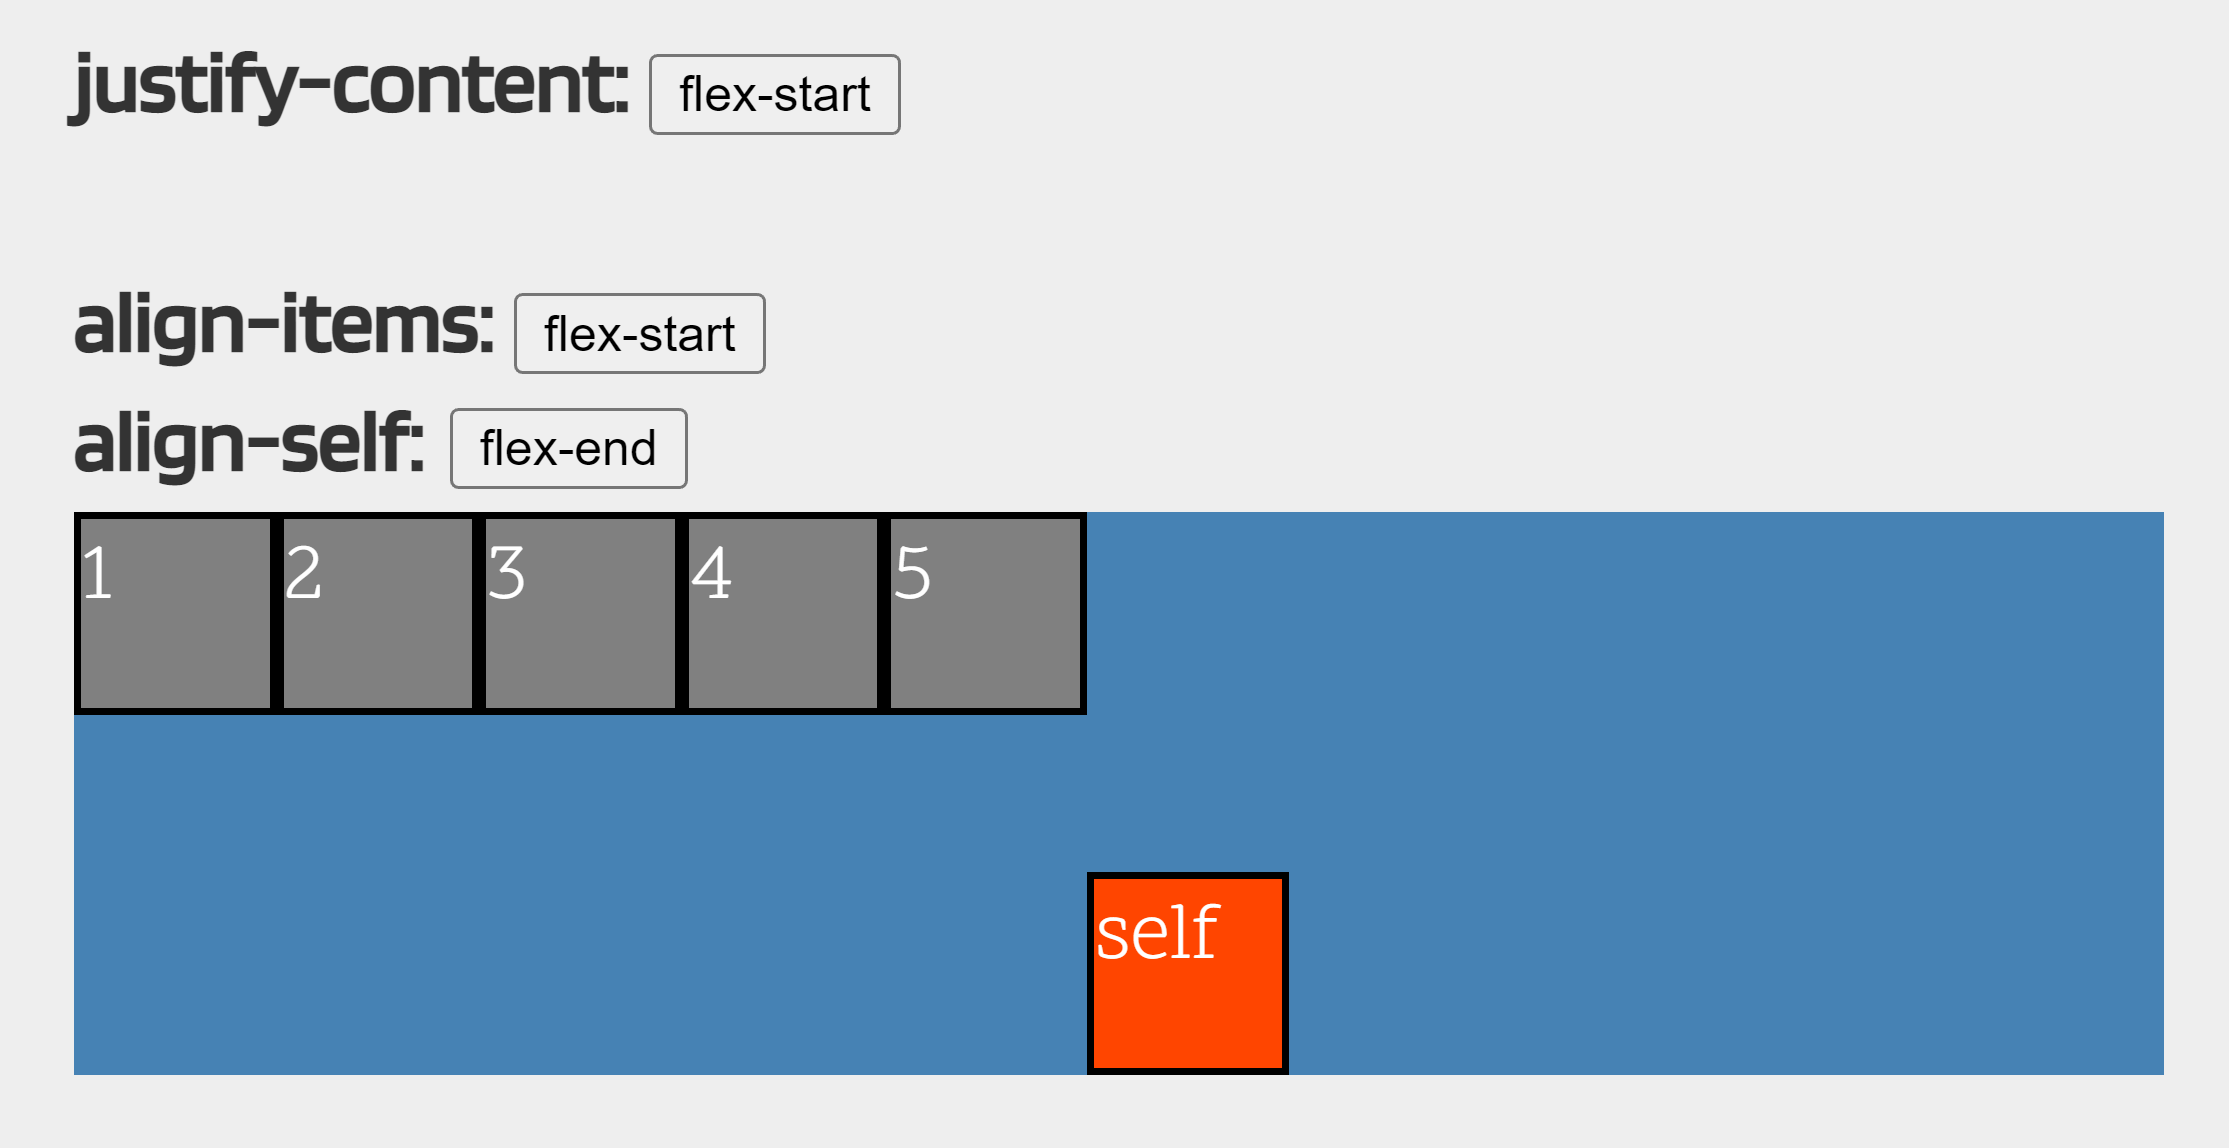 justify-content: flex-start
align-items: flex-start
align-self: flex-end
1 2 3 4 5
self